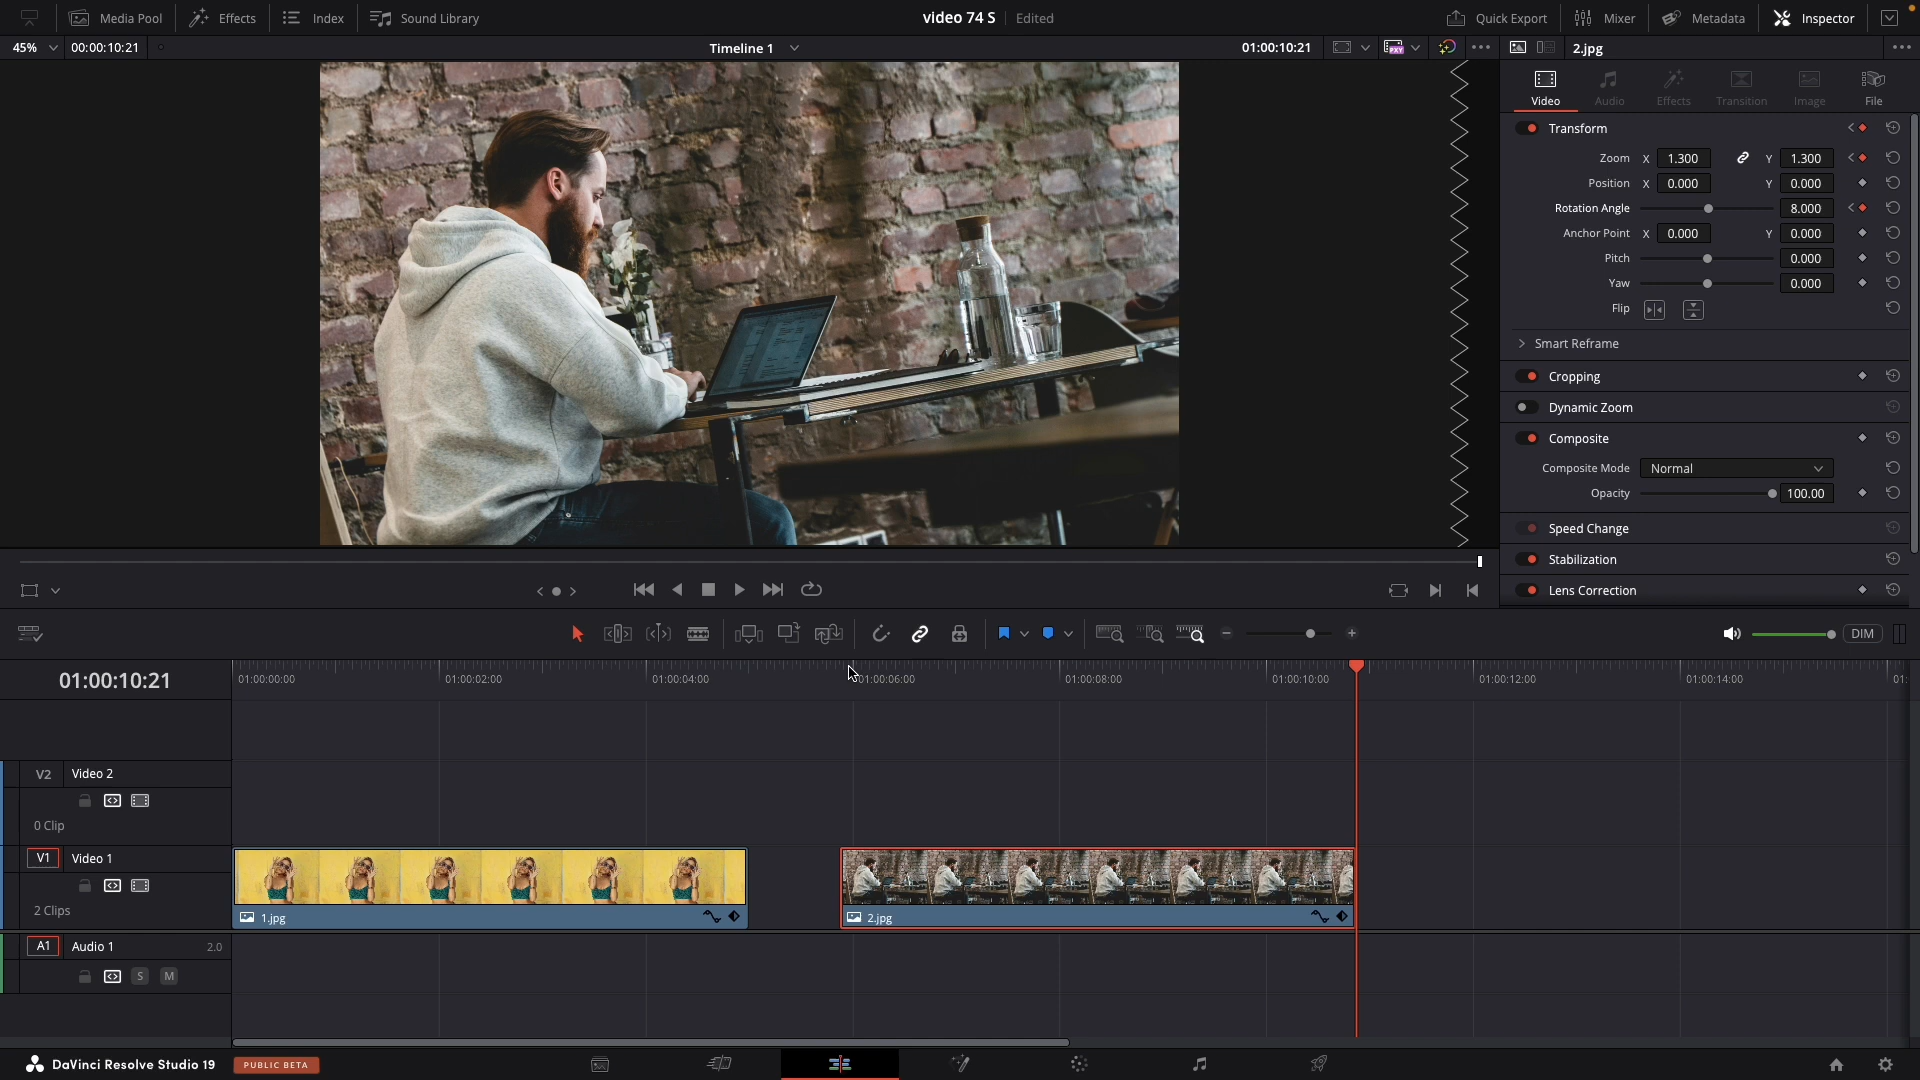 Media Pool Effects Index Sound Library video 74 S Edited Quick Export Mixer Metadata Inspector
45% 00:00:10:21 Timeline 1 01:00:10:21 PXY 2.jpg
Video Audio Effects Transition Image File
Transform
Zoom X 1.300 Y 1.300
Position X 0.000 Y 0.000
Rotation Angle 8.000
Anchor Point X 0.000 Y 0.000
Pitch 0.000
Yaw 0.000
Flip
Smart Reframe
Cropping
Dynamic Zoom
Composite
Composite Mode Normal
Opacity 100.00
Speed Change
Stabilization
Lens Correction
DIM
01:00:10:21 01:00:00:00 01:00:02:00 01:00:04:00 01:00:06:00 01:00:08:00 01:00:10:00 01:00:12:00 01:00:14:00 01:
V2 Video 2
0 Clip
V1 Video 1
2 Clips
1.jpg 2.jpg
A1 Audio 1 2.0
S M
DaVinci Resolve Studio 19 PUBLIC BETA